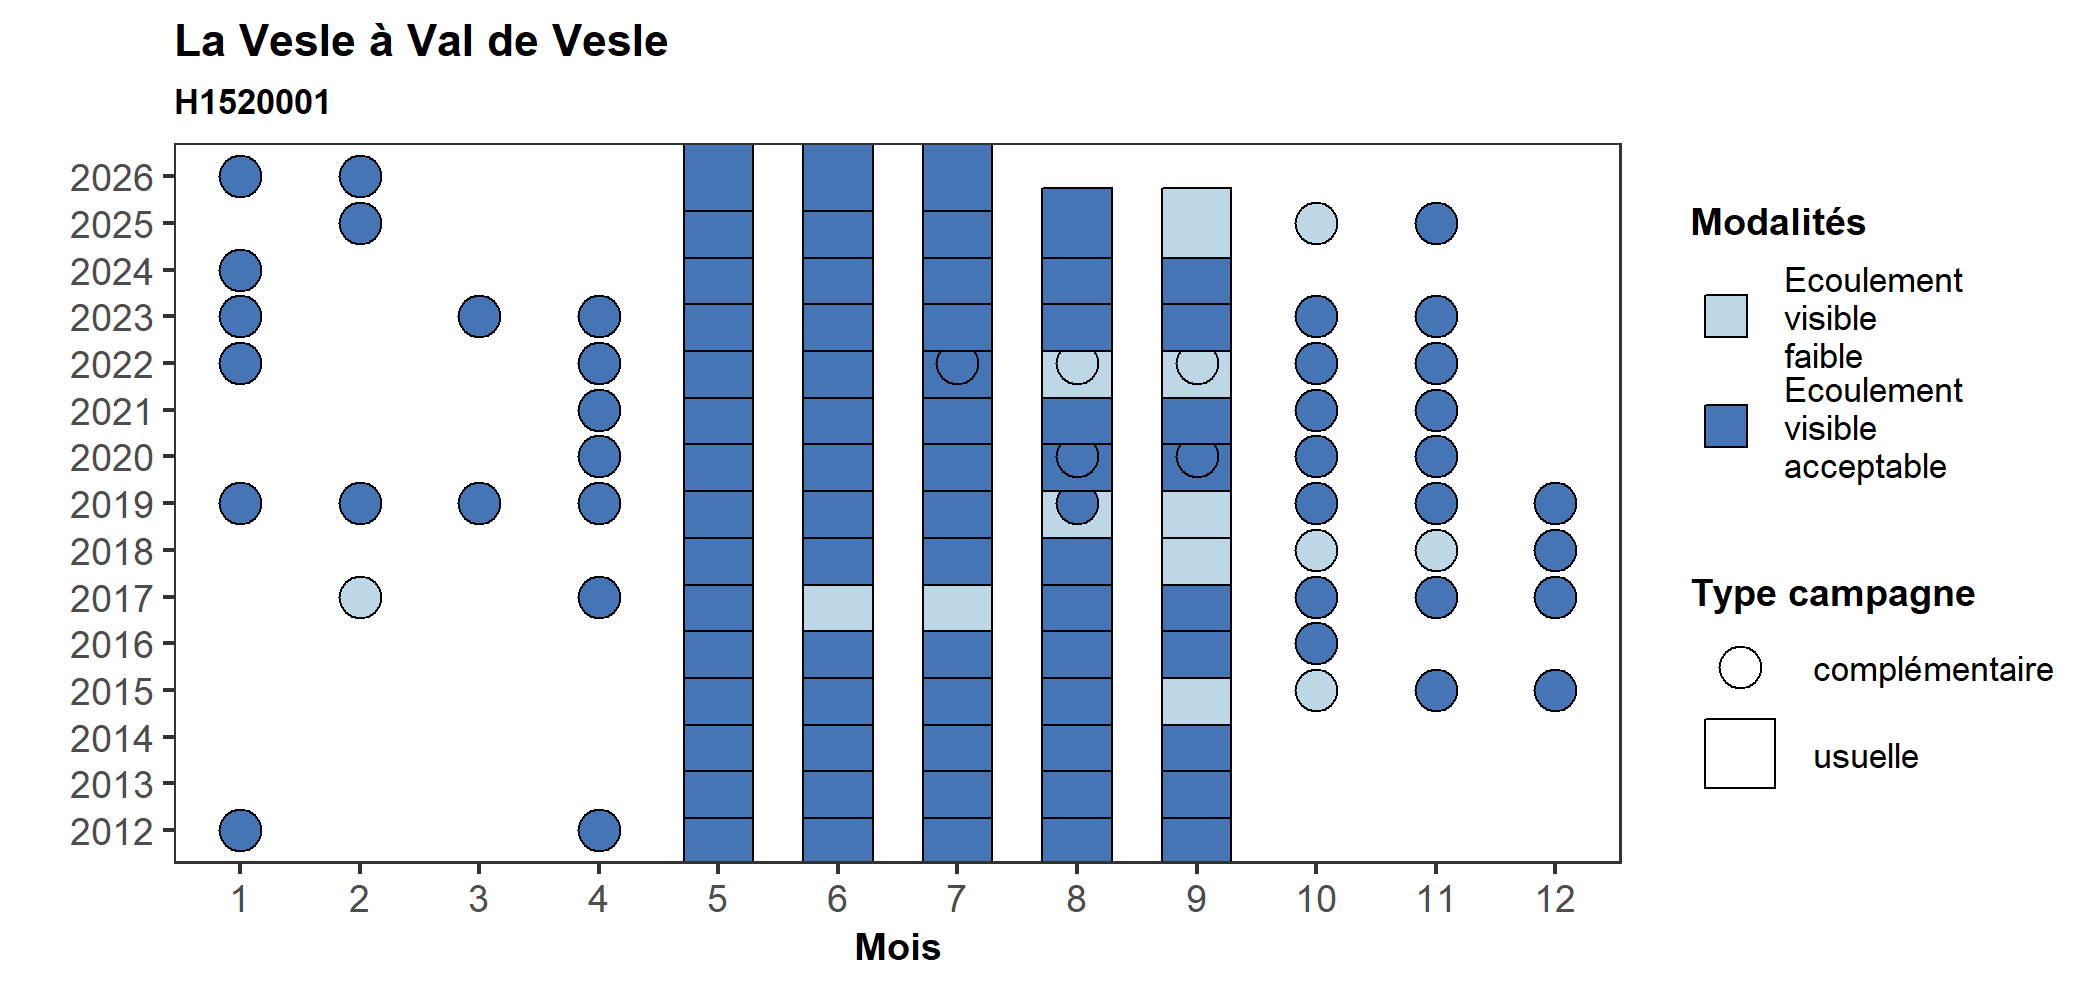 La Vesle à Val de Vesle
H1520001
2026
2025
2024
2023
2022
2021
2020
2019
2018
2017
2016
2015
2014
2013
2012
1 2 3 4 5 6 7 8 9 10 11 12
Mois
Modalités
Ecoulement
visible
faible
Ecoulement
visible
acceptable
Type campagne
complémentaire
usuelle